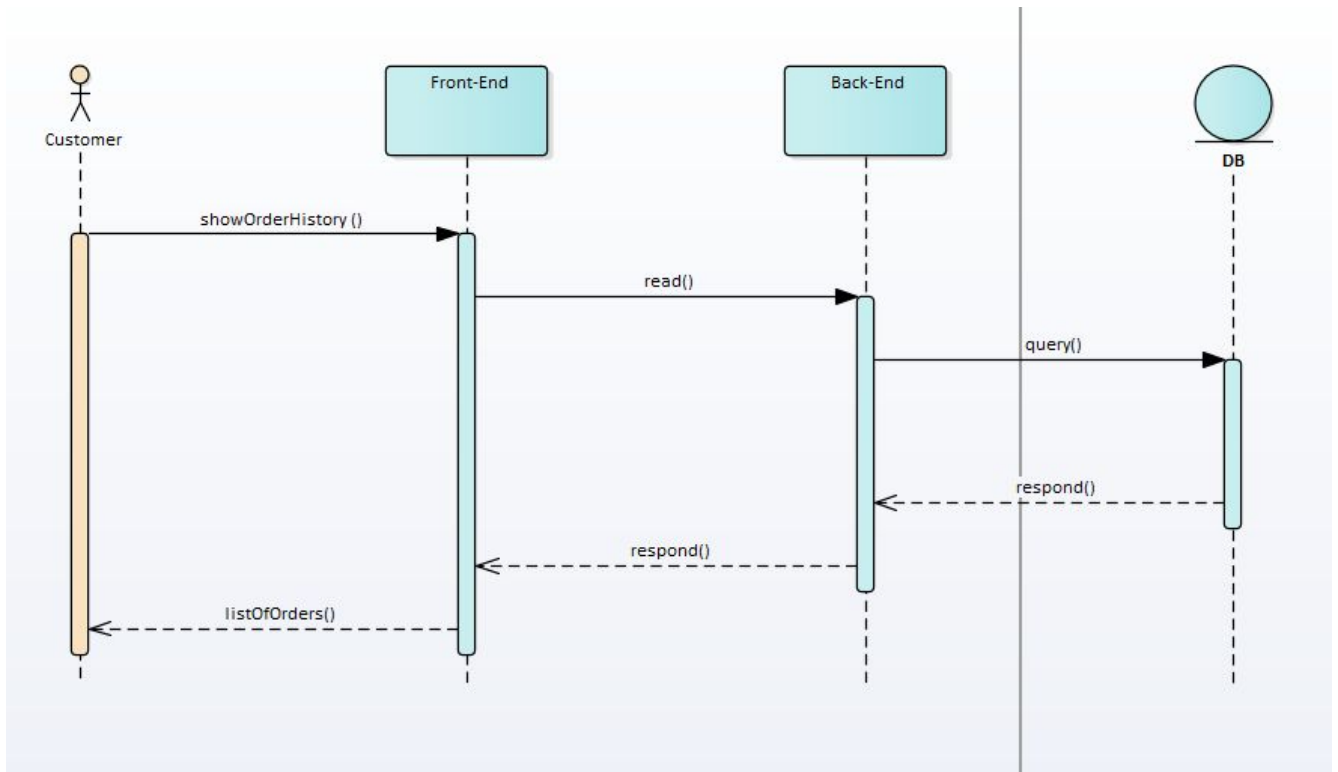 Front-End
Back-End
Customer
DB
showOrderHistory ()
read()
query()
respond()
respond()
listOfOrders()